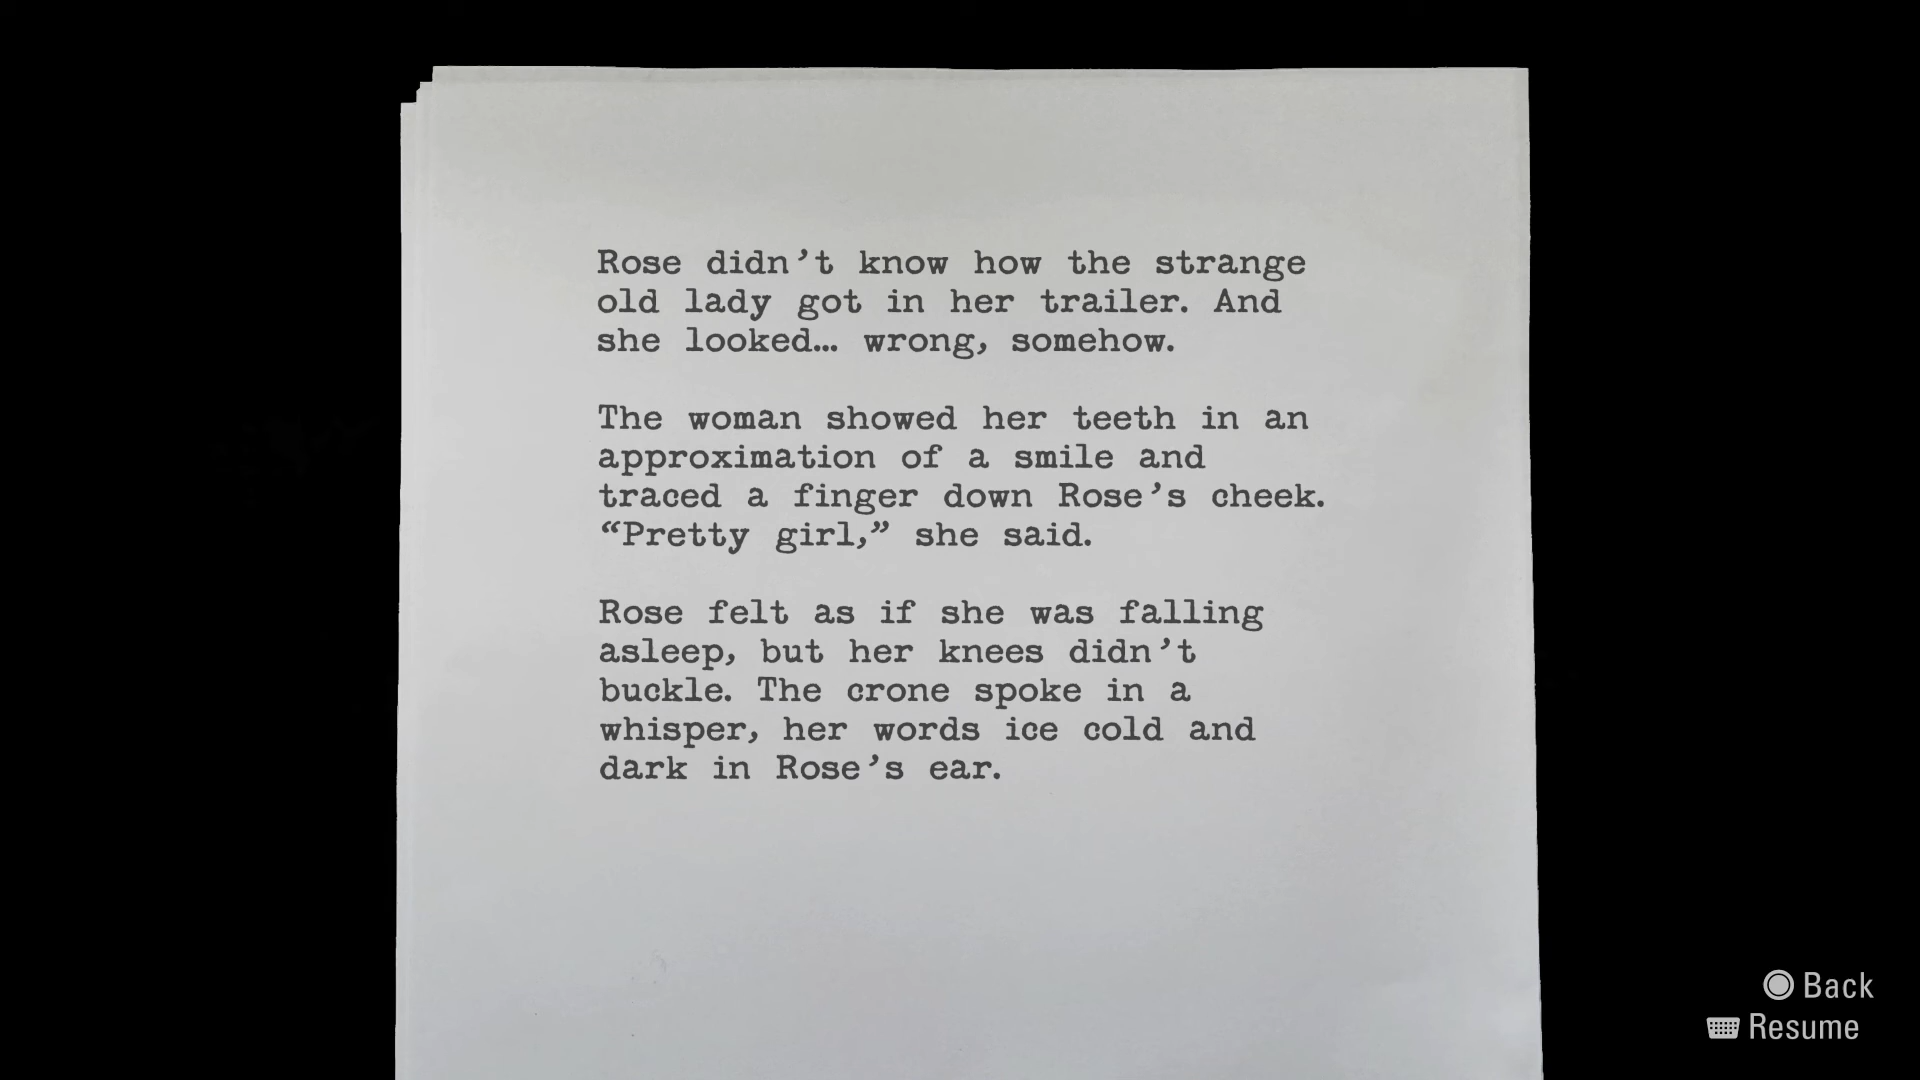 Rose didn’t know how the strange
old lady got in her trailer. And
she looked… wrong, somehow.
The woman showed her teeth in an
approximation of a smile and
traced a finger down Rose’s cheek.
“Pretty girl,” she said.
Rose felt as if she was falling
asleep, but her knees didn’t
buckle. The crone spoke in a
whisper, her words ice cold and
dark in Rose’s ear.
Back
Resume